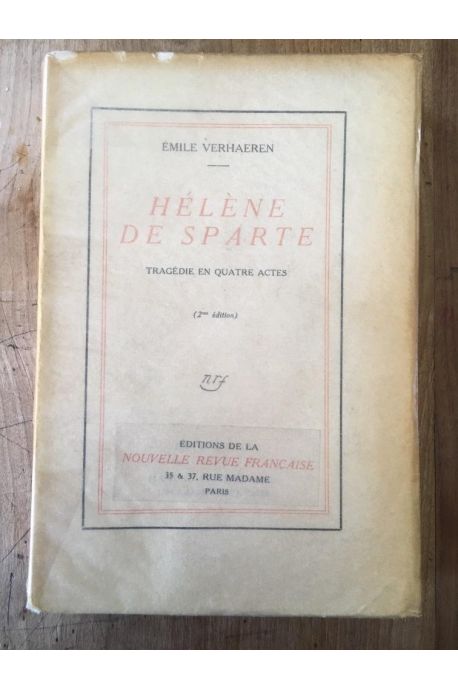 ÉMILE VERHAEREN
HÉLÈNE
DE SPARTE
TRAGÉDIE EN QUATRE ACTES
(2me édition)
nrf
ÉDITIONS DE LA
NOUVELLE REVUE FRANÇAISE
35 & 37, RUE MADAME
PARIS